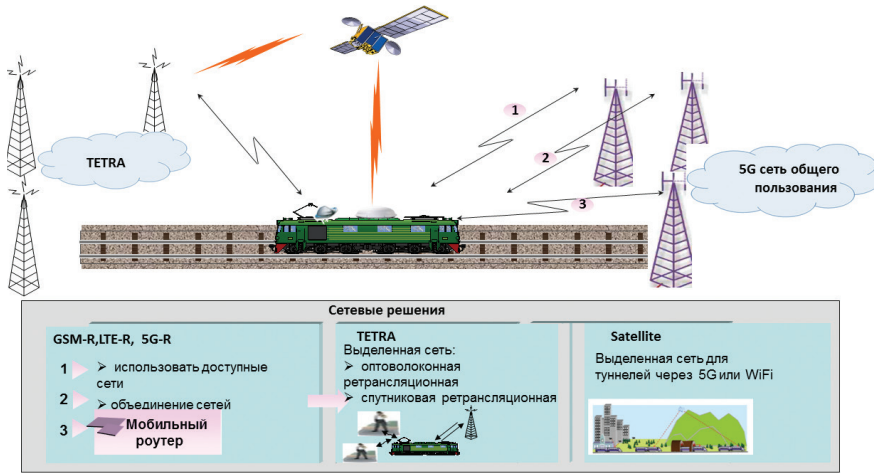 1
2
3
TETRA
5G сеть общего
пользования
Сетевые решения
GSM-R,LTE-R, 5G-R
1 ➢ использовать доступные
сети
2 ➢ объединение сетей
3 Мобильный
роутер
TETRA
Выделенная сеть:
➢ оптоволоконная
ретрансляционная
➢ спутниковая ретрансляционная
Satellite
Выделенная сеть для
туннелей через 5G или WiFi